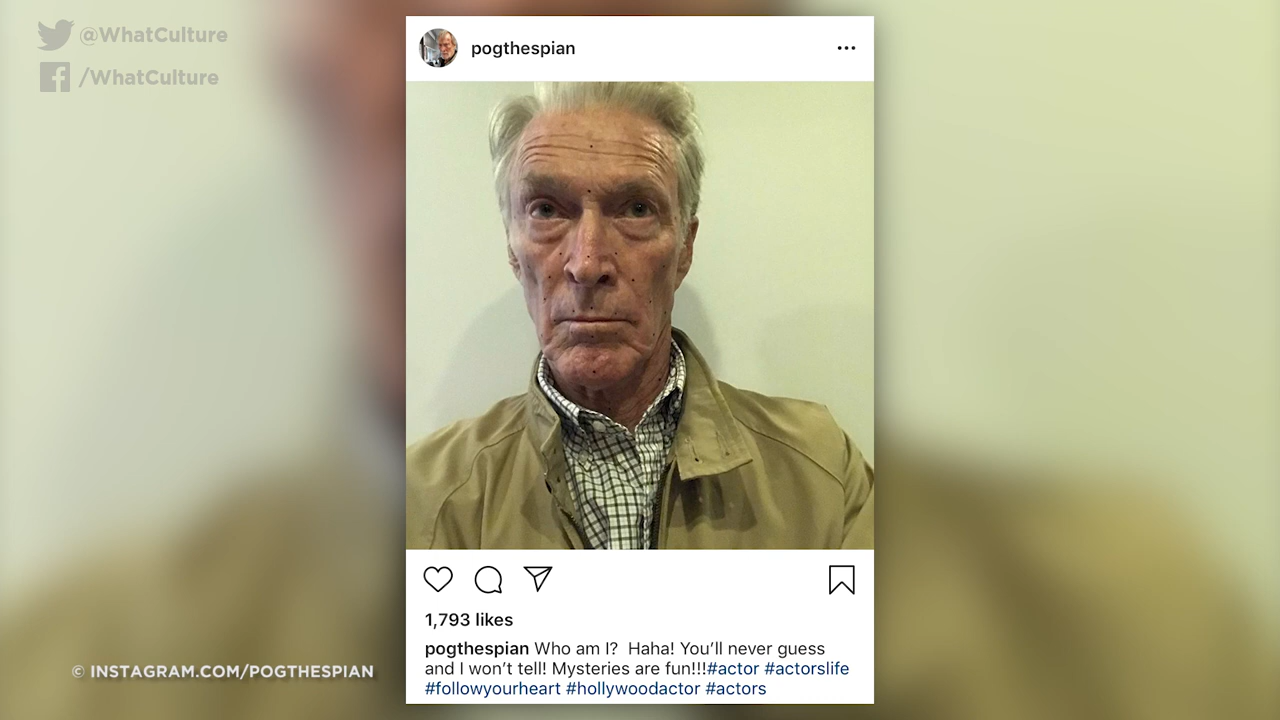 @WhatCulture
/WhatCulture
pogthespian
1,793 likes
pogthespian Who am I?  Haha! You’ll never guess
and I won’t tell! Mysteries are fun!!!#actor #actorslife
#followyourheart #hollywoodactor #actors
© INSTAGRAM.COM/POGTHESPIAN